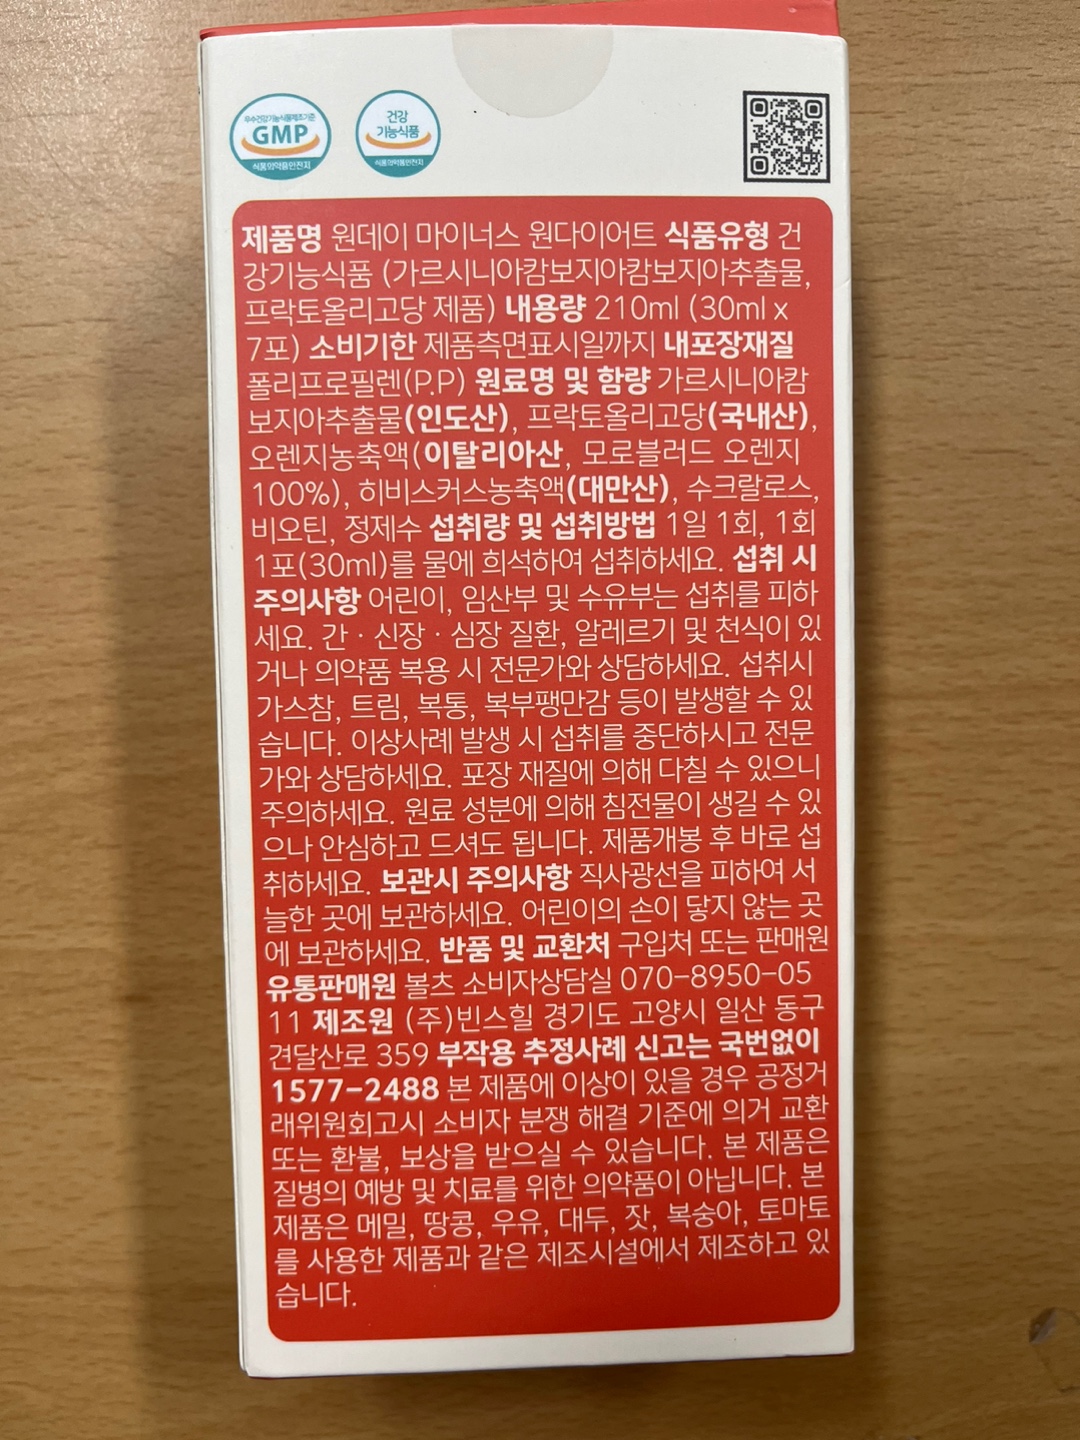 우수건강기능식품제조기준
GMP
식품의약품안전처
건강
기능식품
식품의약품안전처
제품명 원데이 마이너스 원다이어트 식품유형 건
강기능식품 (가르시니아캄보지아캄보지아추출물,
프락토올리고당 제품) 내용량 210ml (30ml x
7포) 소비기한 제품측면표시일까지 내포장재질
폴리프로필렌(P.P) 원료명 및 함량 가르시니아캄
보지아추출물(인도산), 프락토올리고당(국내산),
오렌지농축액(이탈리아산, 모로블러드 오렌지
100%), 히비스커스농축액(대만산), 수크랄로스,
비오틴, 정제수 섭취량 및 섭취방법 1일 1회, 1회
1포(30ml)를 물에 희석하여 섭취하세요. 섭취 시
주의사항 어린이, 임산부 및 수유부는 섭취를 피하
세요. 간 · 신장 · 심장 질환, 알레르기 및 천식이 있
거나 의약품 복용 시 전문가와 상담하세요. 섭취시
가스참, 트림, 복통, 복부팽만감 등이 발생할 수 있
습니다. 이상사례 발생 시 섭취를 중단하시고 전문
가와 상담하세요. 포장 재질에 의해 다칠 수 있으니
주의하세요. 원료 성분에 의해 침전물이 생길 수 있
으나 안심하고 드셔도 됩니다. 제품개봉 후 바로 섭
취하세요. 보관시 주의사항 직사광선을 피하여 서
늘한 곳에 보관하세요. 어린이의 손이 닿지 않는 곳
에 보관하세요. 반품 및 교환처 구입처 또는 판매원
유통판매원 볼츠 소비자상담실 070-8950-05
11 제조원 (주)빈스힐 경기도 고양시 일산 동구
견달산로 359 부작용 추정사례 신고는 국번없이
1577-2488 본 제품에 이상이 있을 경우 공정거
래위원회고시 소비자 분쟁 해결 기준에 의거 교환
또는 환불, 보상을 받으실 수 있습니다. 본 제품은
질병의 예방 및 치료를 위한 의약품이 아닙니다. 본
제품은 메밀, 땅콩, 우유, 대두, 잣, 복숭아, 토마토
를 사용한 제품과 같은 제조시설에서 제조하고 있
습니다.